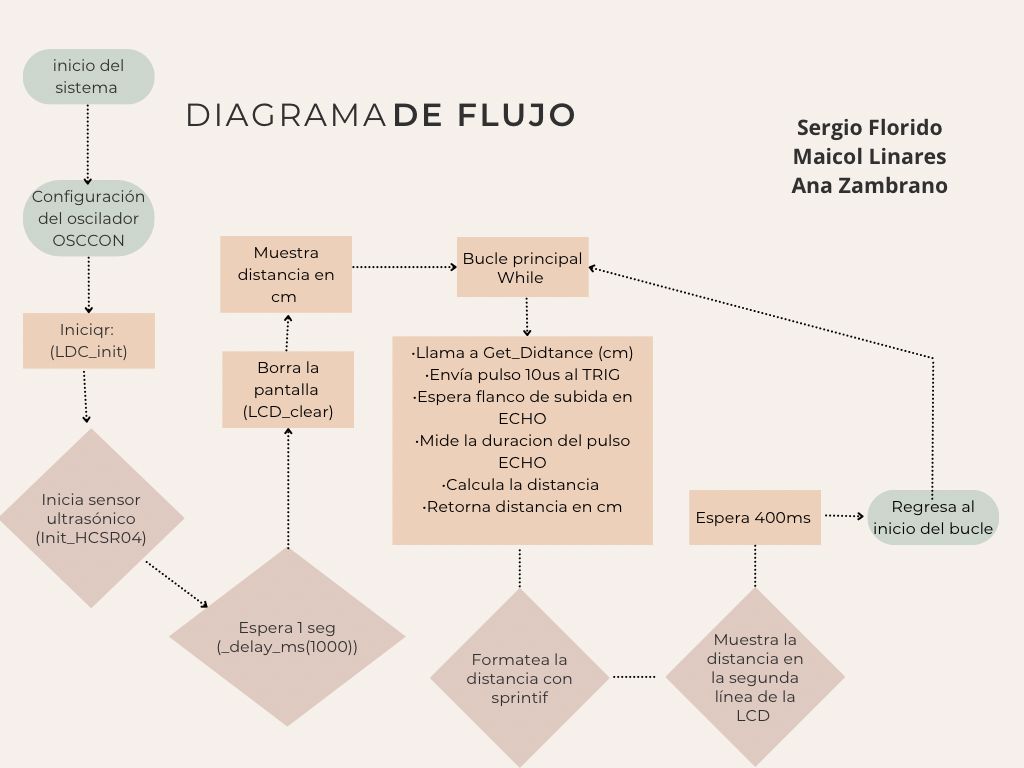 inicio del
sistema
DIAGRAMA DE FLUJO
Sergio Florido
Maicol Linares
Ana Zambrano
Configuración
del oscilador
OSCCON
Iniciqr:
(LDC_init)
Inicia sensor
ultrasónico
(Init_HCSR04)
Espera 1 seg
(_delay_ms(1000))
Borra la
pantalla
(LCD_clear)
Muestra
distancia en
cm
Bucle principal
While
•Llama a Get_Didtance (cm)
•Envía pulso 10us al TRIG
•Espera flanco de subida en
ECHO
•Mide la duracion del pulso
ECHO
•Calcula la distancia
•Retorna distancia en cm
Formatea la
distancia con
sprintif
Muestra la
distancia en
la segunda
línea de la
LCD
Espera 400ms
Regresa al
inicio del bucle